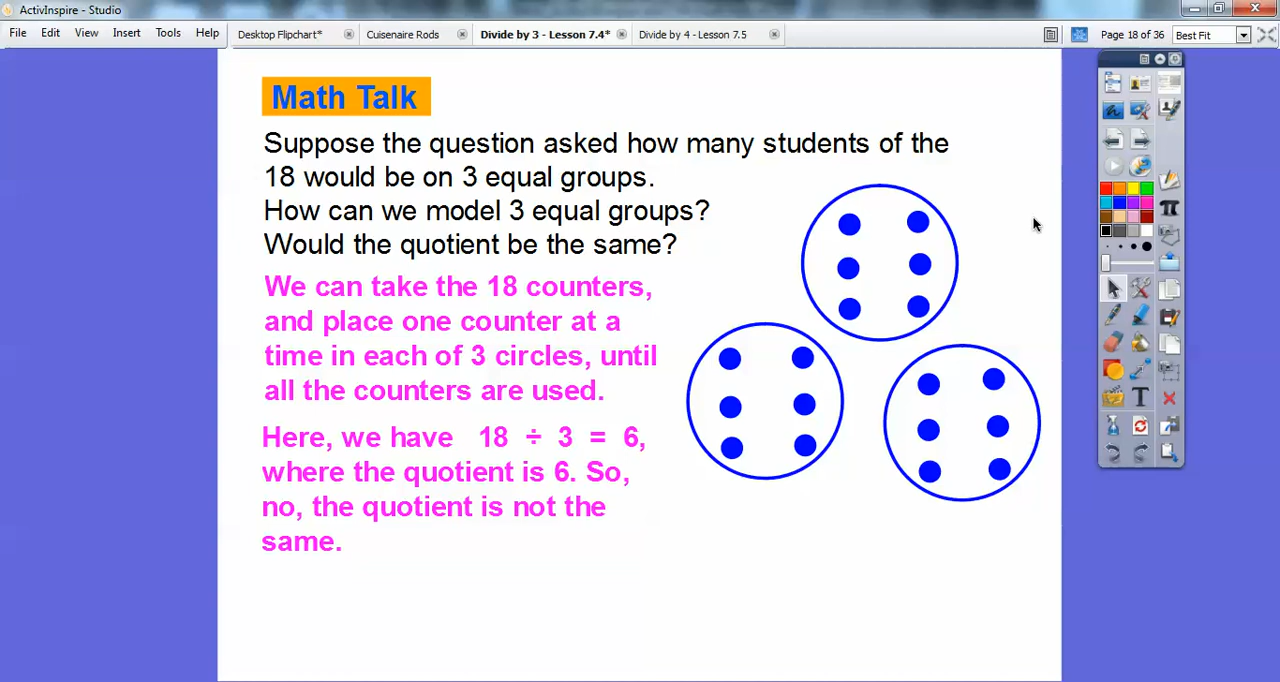 ActivInspire - Studio
File Edit View Insert Tools Help
Desktop Flipchart* Cuisenaire Rods Divide by 3 - Lesson 7.4* Divide by 4 - Lesson 7.5
Page 18 of 36 Best Fit
Math Talk
Suppose the question asked how many students of the
18 would be on 3 equal groups.
How can we model 3 equal groups?
Would the quotient be the same?
We can take the 18 counters,
and place one counter at a
time in each of 3 circles, until
all the counters are used.
Here, we have 18 ÷ 3 = 6,
where the quotient is 6. So,
no, the quotient is not the
same.